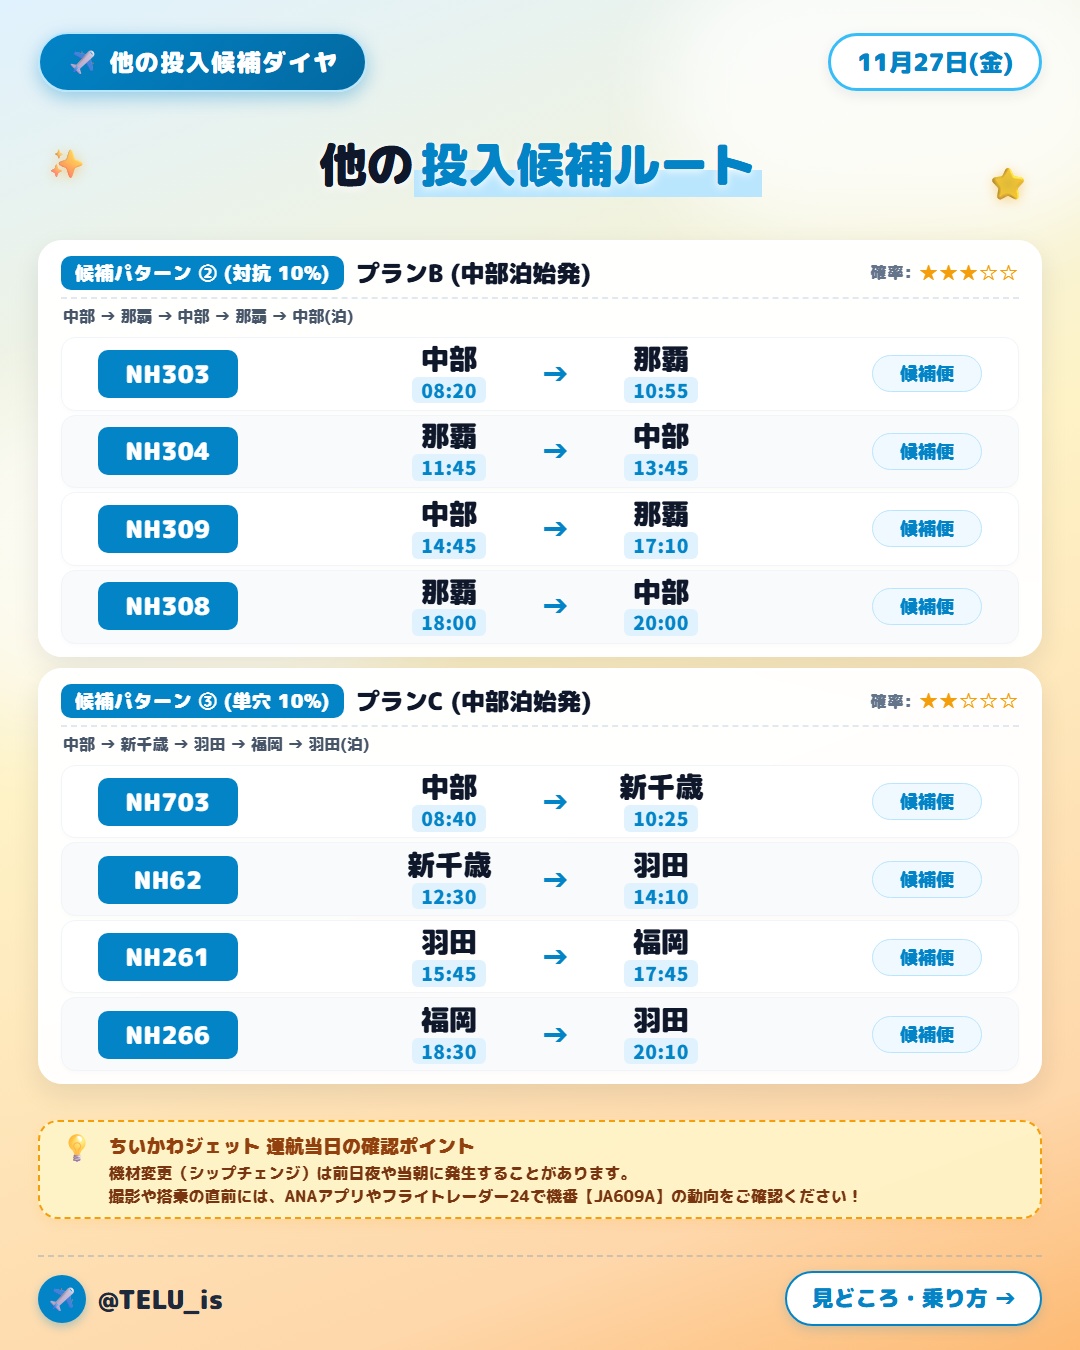 他の投入候補ダイヤ
11月27日(金)
他の投入候補ルート
候補パターン ② (対抗 10%) プランB (中部泊始発) 確率: ★★★☆☆
中部 → 那覇 → 中部 → 那覇 → 中部(泊)
NH303 中部 → 那覇 候補便
08:20 10:55
NH304 那覇 → 中部 候補便
11:45 13:45
NH309 中部 → 那覇 候補便
14:45 17:10
NH308 那覇 → 中部 候補便
18:00 20:00
候補パターン ③ (単穴 10%) プランC (中部泊始発) 確率: ★★☆☆☆
中部 → 新千歳 → 羽田 → 福岡 → 羽田(泊)
NH703 中部 → 新千歳 候補便
08:40 10:25
NH62 新千歳 → 羽田 候補便
12:30 14:10
NH261 羽田 → 福岡 候補便
15:45 17:45
NH266 福岡 → 羽田 候補便
18:30 20:10
ちいかわジェット 運航当日の確認ポイント
機材変更（シップチェンジ）は前日夜や当朝に発生することがあります。
撮影や搭乗の直前には、ANAアプリやフライトレーダー24で機番【JA609A】の動向をご確認ください！
@TELU_is
見どころ・乗り方 →